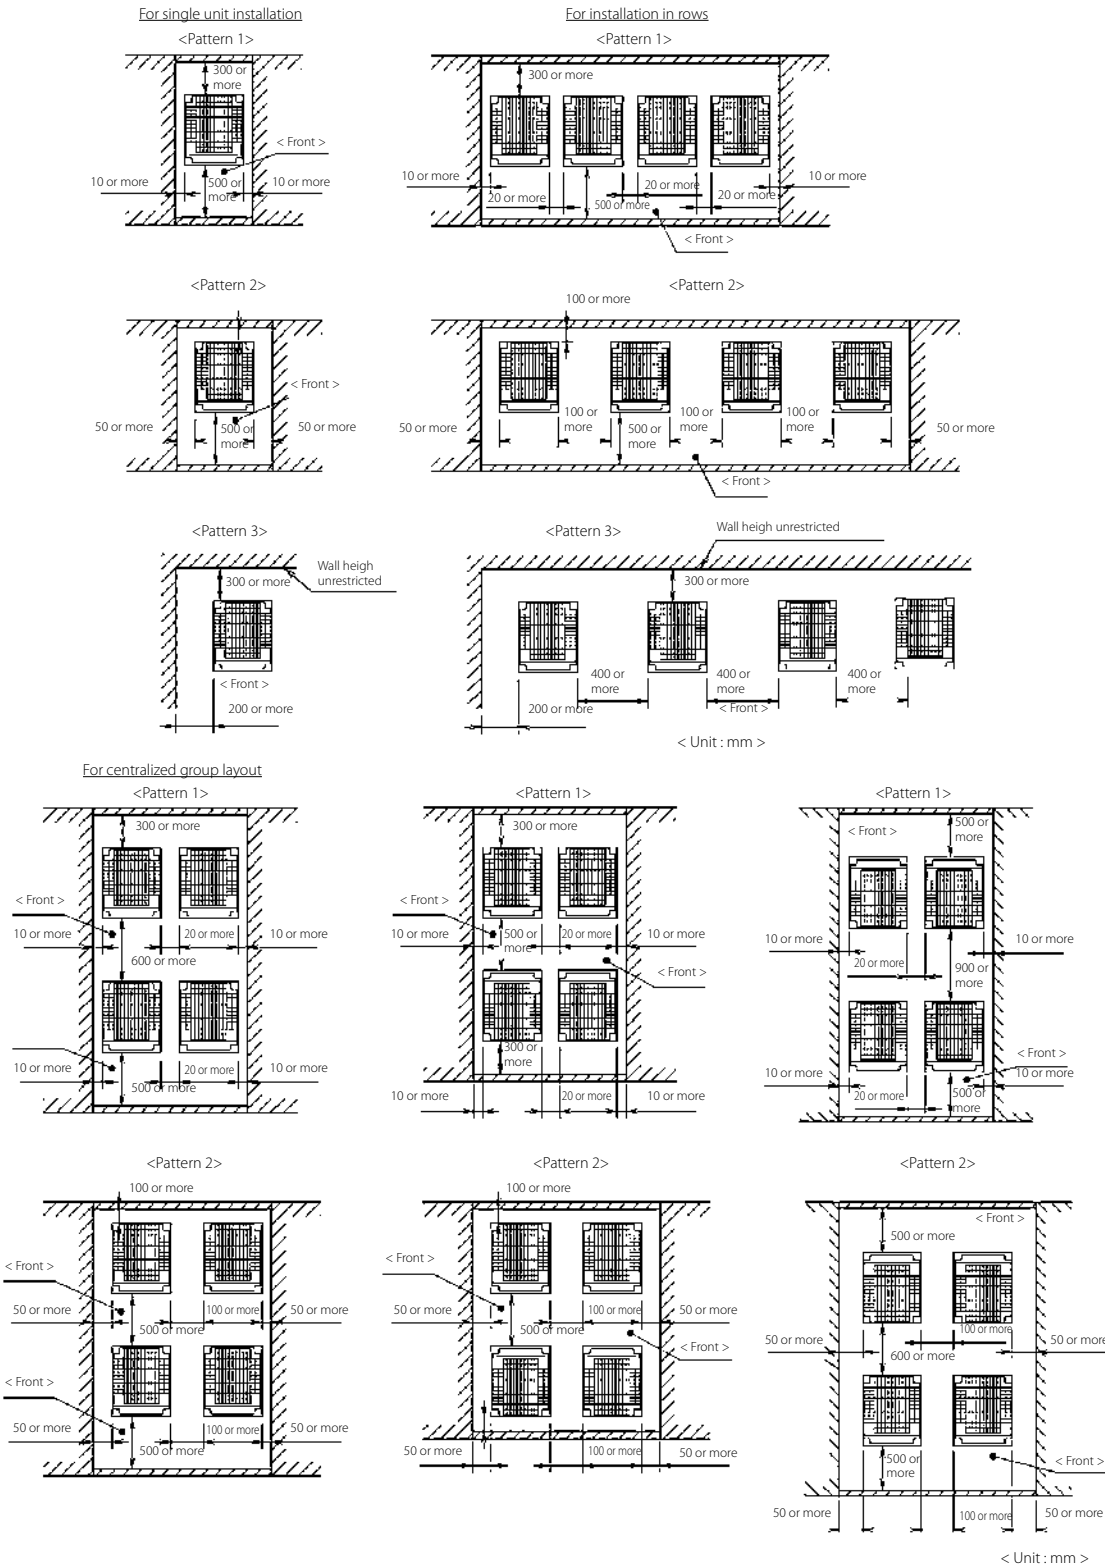 For single unit installation
For installation in rows
<Pattern 1>
<Pattern 1>
300 or
more
300 or more
< Front >
10 or more
500 or
more
10 or more
10 or more
20 or more
500 or more
20 or more
20 or more
10 or more
< Front >
<Pattern 2>
<Pattern 2>
100 or more
< Front >
50 or more
500 or
more
50 or more
50 or more
100 or
more
500 or
more
100 or
more
100 or
more
50 or more
< Front >
<Pattern 3>
<Pattern 3>
Wall heigh unrestricted
Wall heigh
unrestricted
300 or more
300 or more
< Front >
200 or more
400 or
more
400 or
more
400 or
more
< Front >
200 or more
< Unit : mm >
For centralized group layout
<Pattern 1>
<Pattern 1>
<Pattern 1>
300 or more
300 or more
500 or
more
< Front >
< Front >
10 or more
20 or more
10 or more
600 or more
10 or more
20 or more
10 or more
500 or more
< Front >
10 or more
500 or
more
20 or more
10 or more
< Front >
300 or
more
10 or more
20 or more
10 or more
10 or more
20 or more
900 or
more
10 or more
< Front >
10 or more
20 or more
500 or
more
10 or more
<Pattern 2>
<Pattern 2>
<Pattern 2>
100 or more
100 or more
< Front >
500 or more
< Front >
50 or more
100 or more
50 or more
500 or more
< Front >
50 or more
100 or more
50 or more
500 or more
< Front >
50 or more
100 or more
50 or more
500 or more
< Front >
50 or more
100 or more
50 or more
50 or more
100 or more
600 or more
50 or more
500 or
more
< Front >
50 or more
100 or more
50 or more
< Unit : mm >